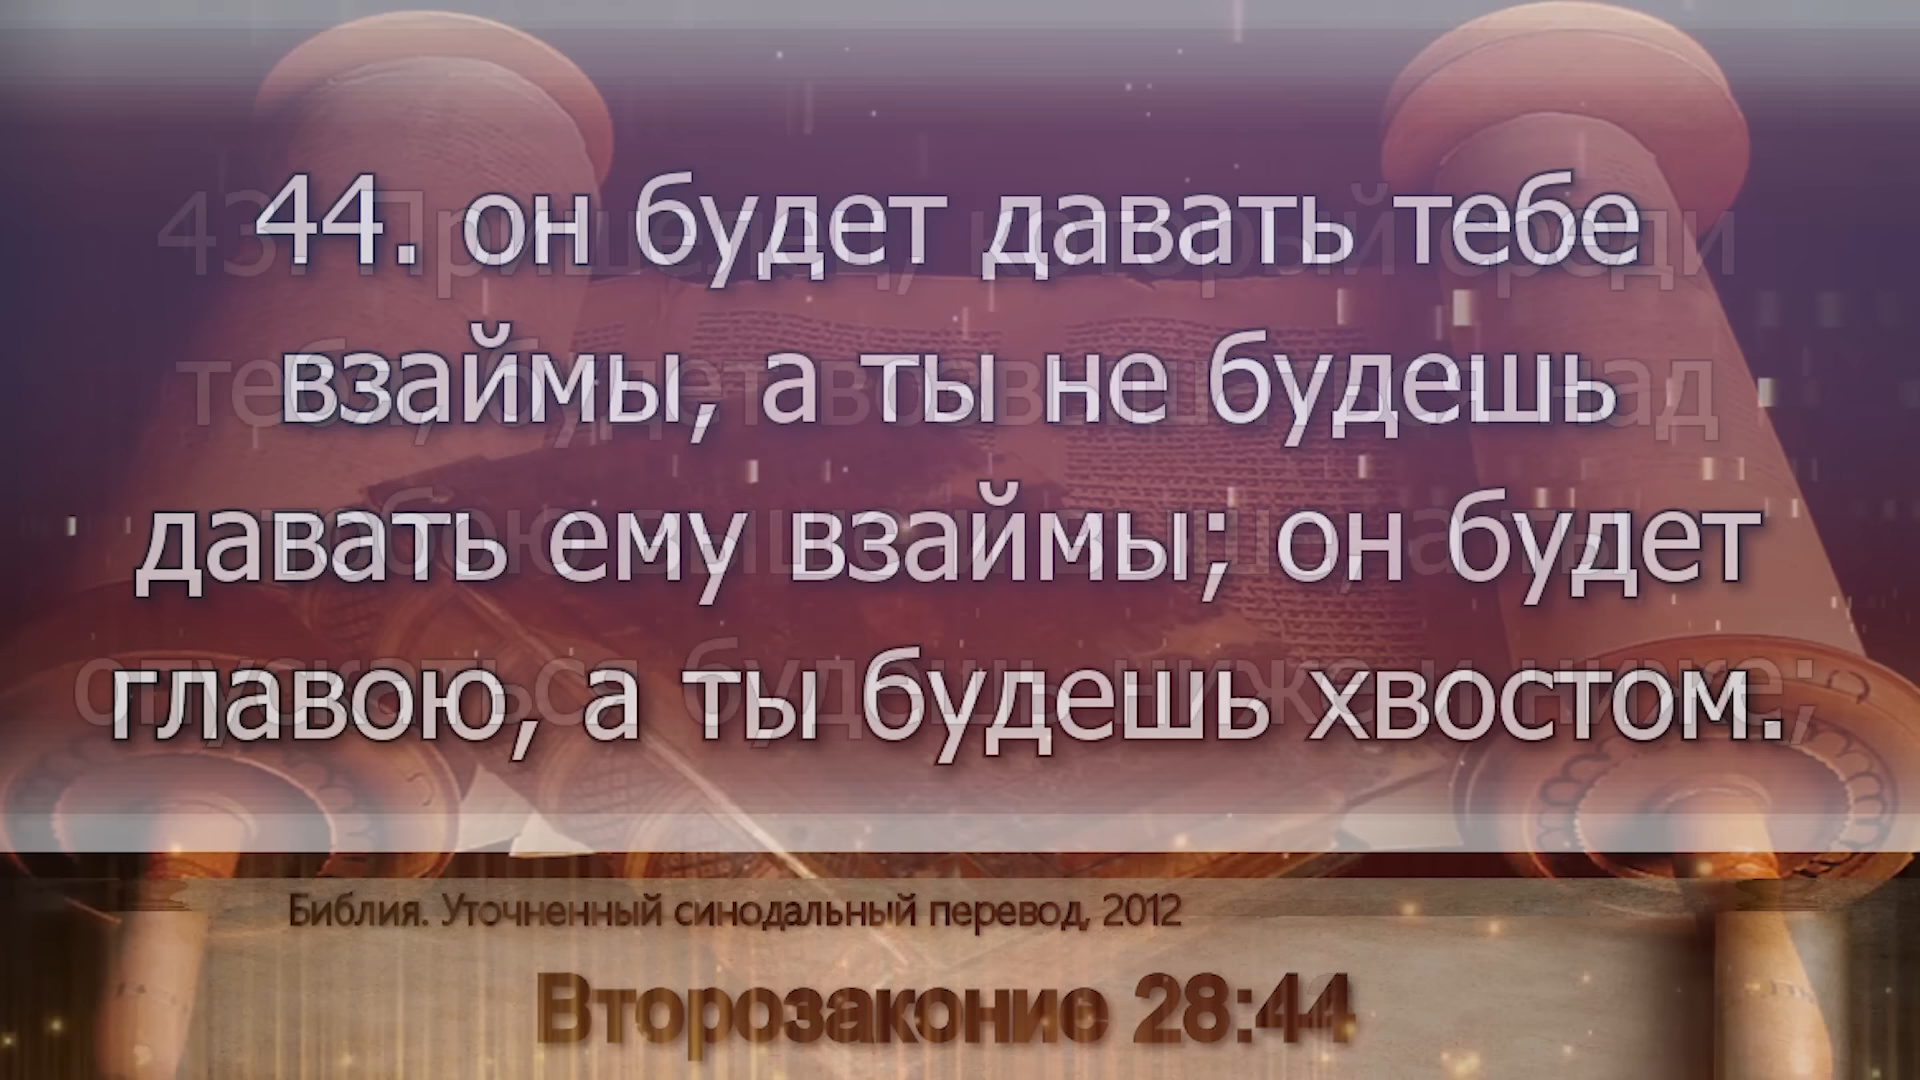 44. он будет давать тебе
взаймы, а ты не будешь
давать ему взаймы; он будет
главою, а ты будешь хвостом.
Библия. Уточненный синодальный перевод, 2012
Второзаконие 28:44